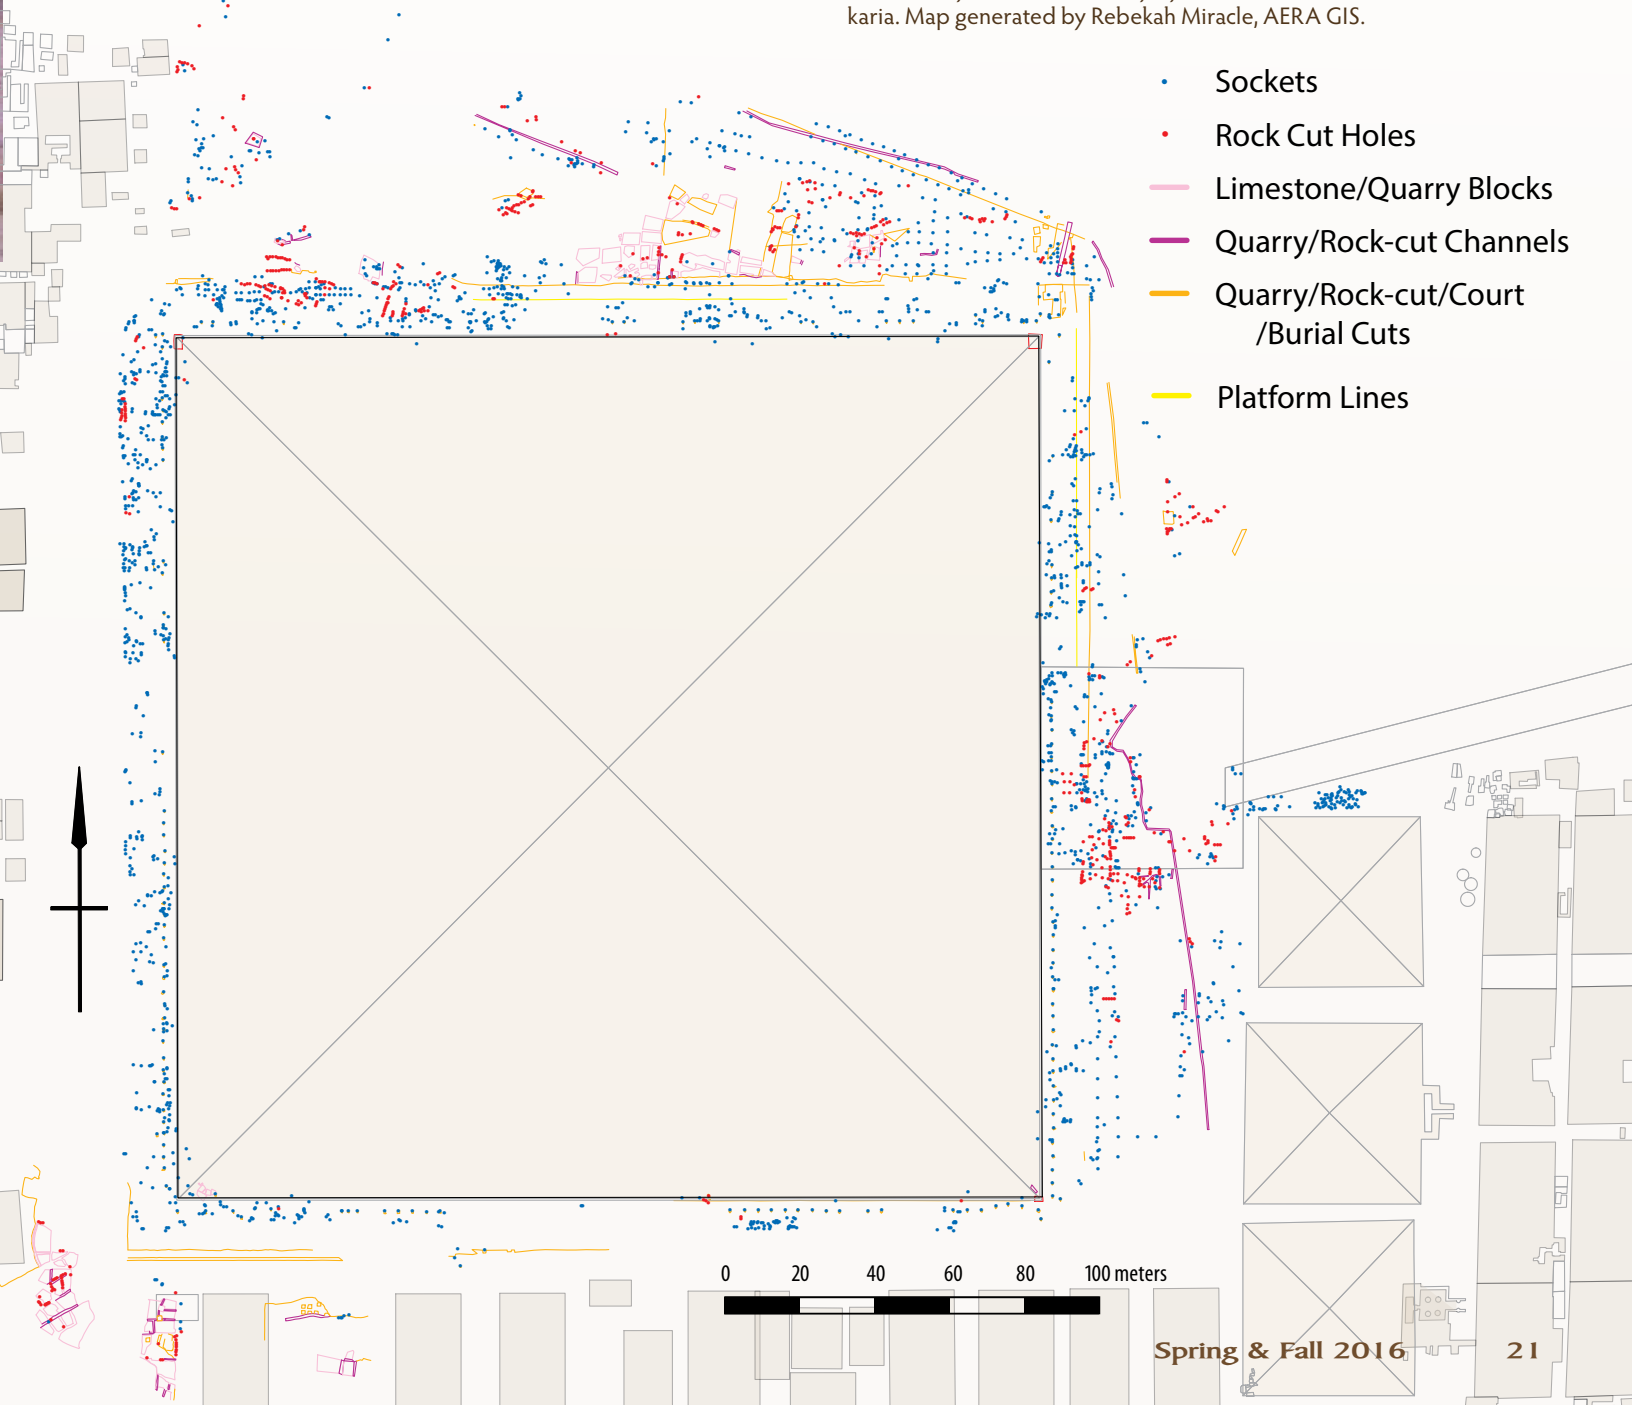 karia. Map generated by Rebekah Miracle, AERA GIS.
Sockets
Rock Cut Holes
Limestone/Quarry Blocks
Quarry/Rock-cut Channels
Quarry/Rock-cut/Court
/Burial Cuts
Platform Lines
0 20 40 60 80 100 meters
Spring & Fall 2016 21